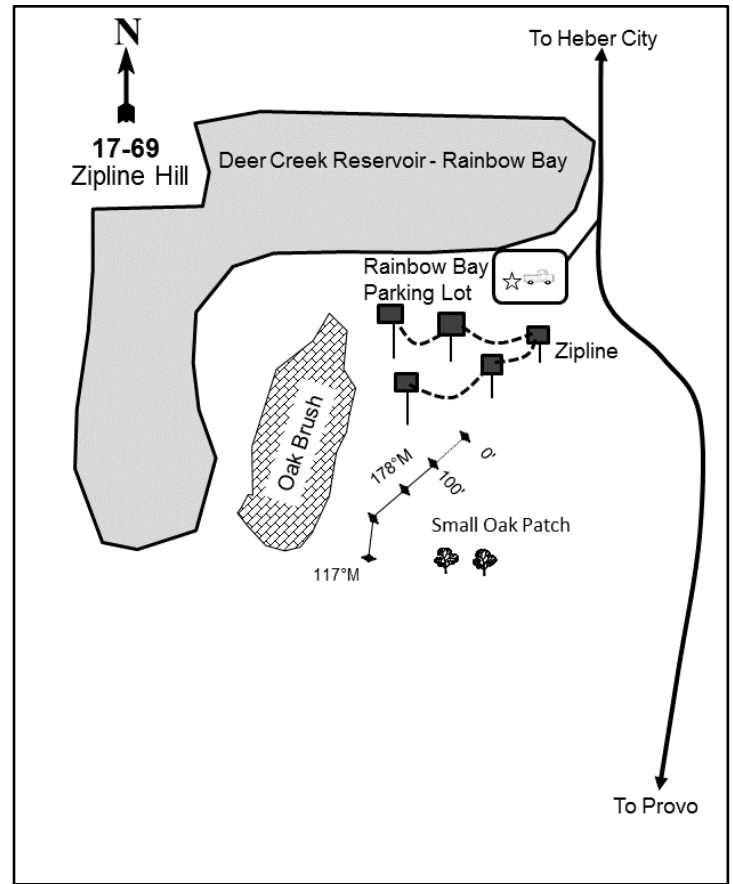 To Heber City
N
17-69
Zipline Hill
Deer Creek Reservoir - Rainbow Bay
Rainbow Bay
Parking Lot
Zipline
Oak Brush
178°M
0'
100'
Small Oak Patch
117°M
To Provo